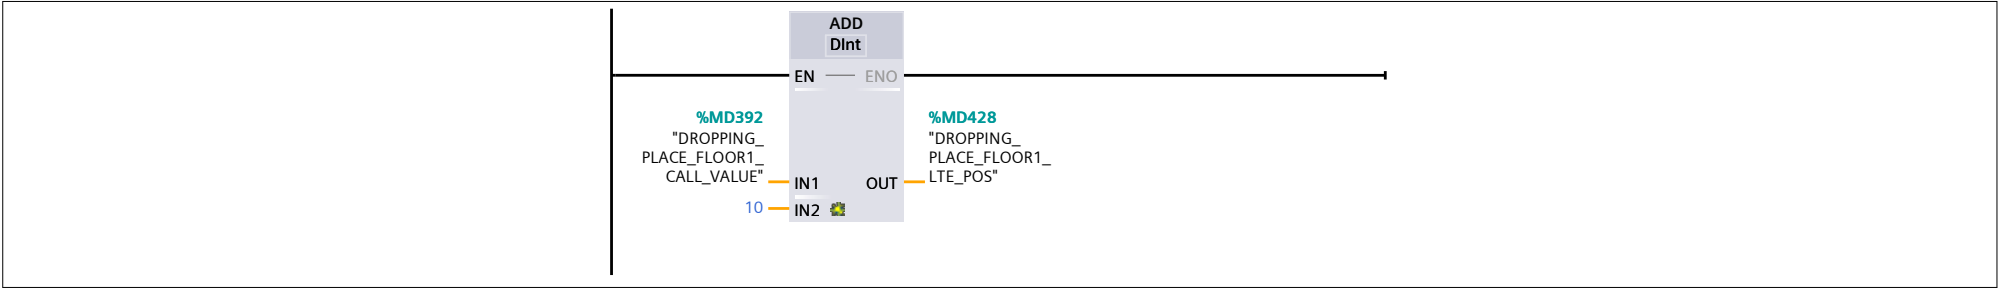 ADD
DInt
EN
ENO
%MD392
"DROPPING_
PLACE_FLOOR1_
CALL_VALUE"
IN1
10
IN2
%MD428
"DROPPING_
PLACE_FLOOR1_
LTE_POS"
OUT